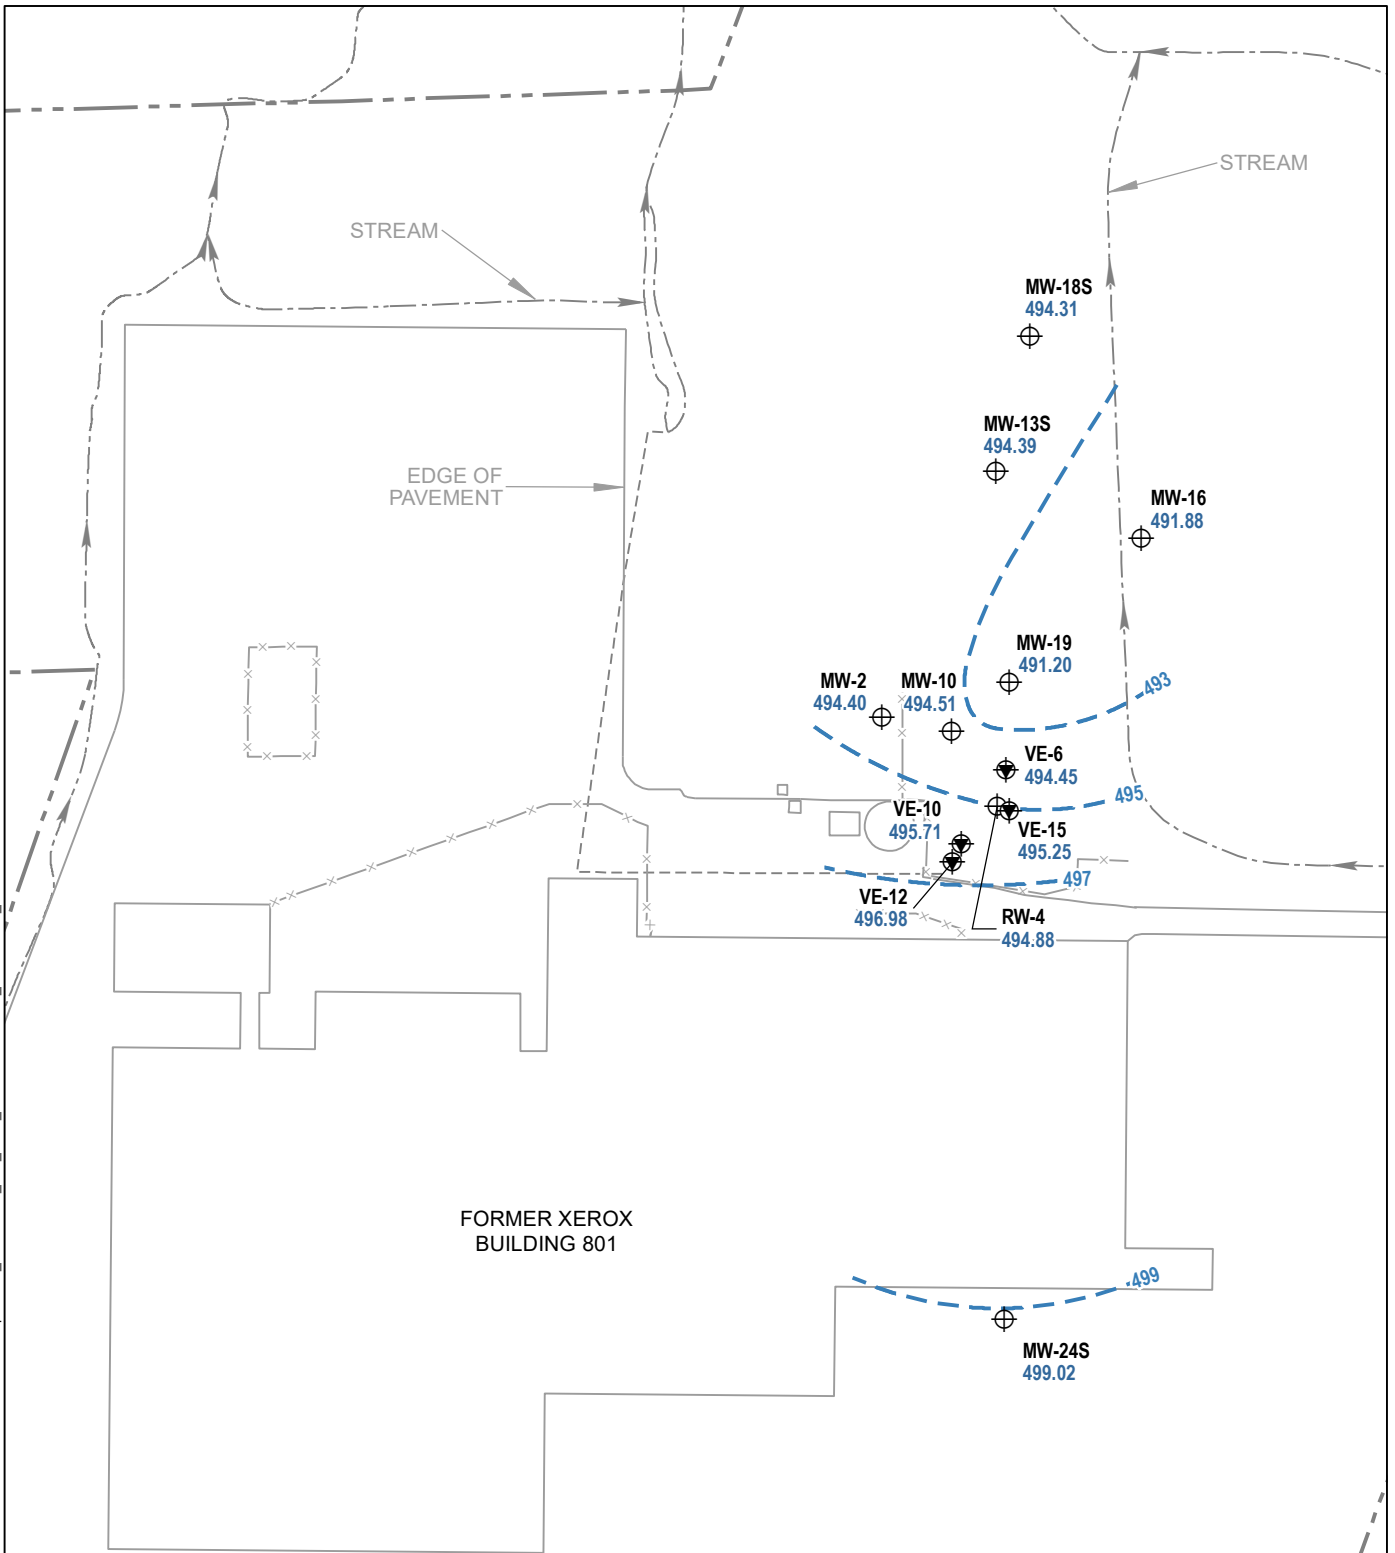 STREAM
STREAM
MW-18S
494.31
MW-13S
494.39
EDGE OF
PAVEMENT
MW-16
491.88
MW-19
491.20
MW-2
494.40
MW-10
494.51
493
VE-6
494.45
495
VE-10
495.71
VE-15
495.25
497
VE-12
496.98
RW-4
494.88
FORMER XEROX
BUILDING 801
499
MW-24S
499.02